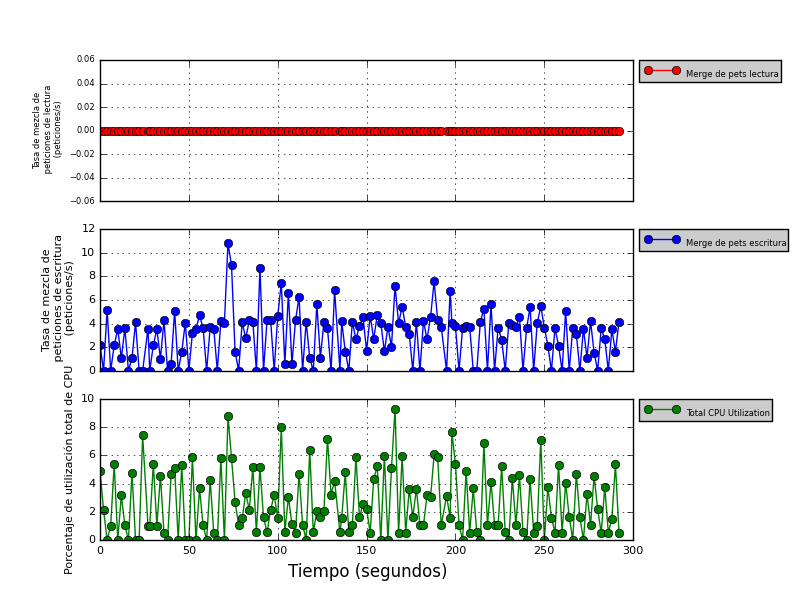 0.06
0.04
0.02
0.00
−0.02
−0.04
−0.06
Tasa de mezcla de
peticiones de lectura
(peticiones/s)
Merge de pets lectura
12
10
8
6
4
2
0
Tasa de mezcla de
peticiones de escritura
(peticiones/s)
Merge de pets escritura
10
8
6
4
2
0
Porcentaje de utilización total de CPU
Total CPU Utilization
0 50 100 150 200 250 300
Tiempo (segundos)